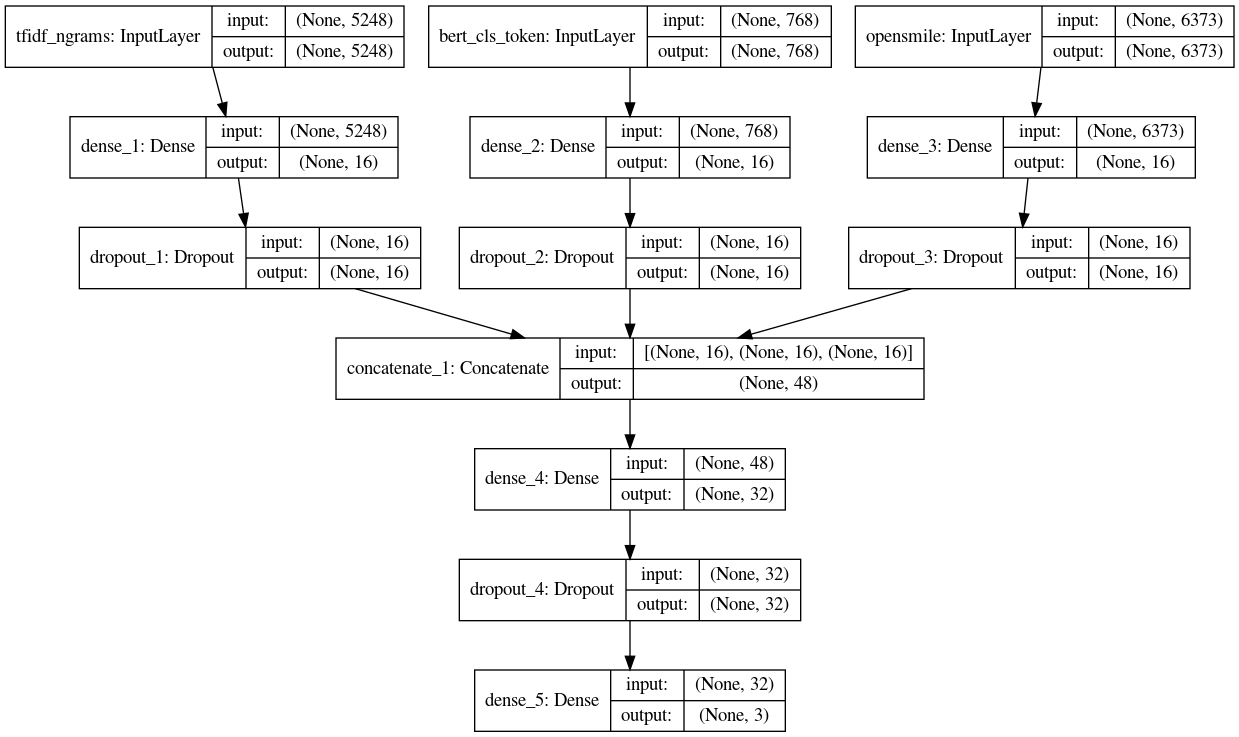 tfidf_ngrams: InputLayer
input: (None, 5248)
output: (None, 5248)
bert_cls_token: InputLayer
input: (None, 768)
output: (None, 768)
opensmile: InputLayer
input: (None, 6373)
output: (None, 6373)
dense_1: Dense
input: (None, 5248)
output: (None, 16)
dense_2: Dense
input: (None, 768)
output: (None, 16)
dense_3: Dense
input: (None, 6373)
output: (None, 16)
dropout_1: Dropout
input: (None, 16)
output: (None, 16)
dropout_2: Dropout
input: (None, 16)
output: (None, 16)
dropout_3: Dropout
input: (None, 16)
output: (None, 16)
concatenate_1: Concatenate
input: [(None, 16), (None, 16), (None, 16)]
output: (None, 48)
dense_4: Dense
input: (None, 48)
output: (None, 32)
dropout_4: Dropout
input: (None, 32)
output: (None, 32)
dense_5: Dense
input: (None, 32)
output: (None, 3)